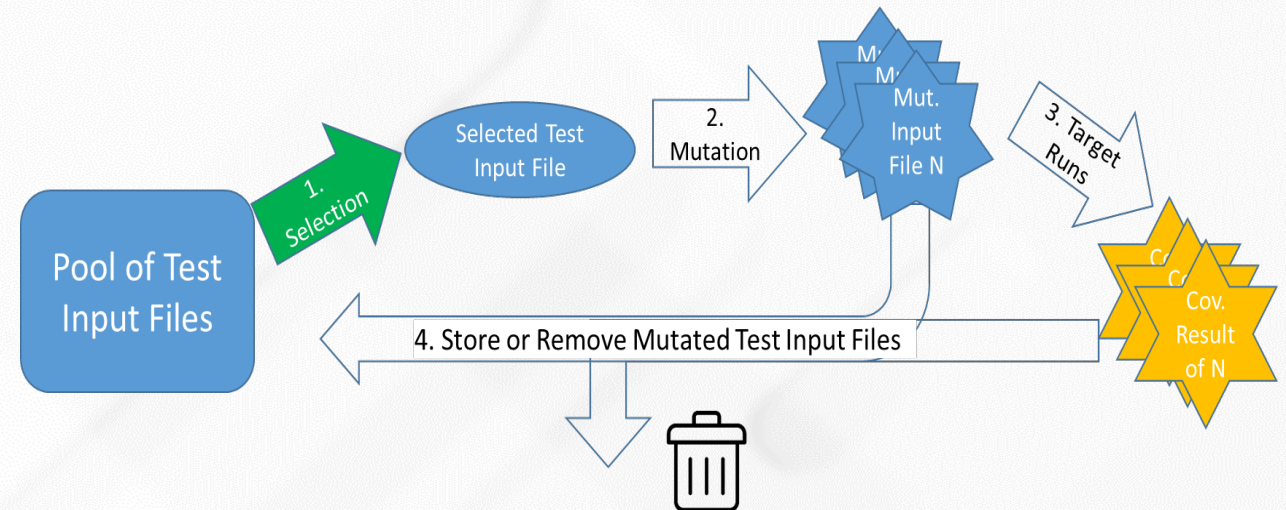 Pool of Test
Input Files
1.
Selection
Selected Test
Input File
2.
Mutation
Mut.
Input
File N
3. Target
Runs
Cov.
Result
of N
4. Store or Remove Mutated Test Input Files